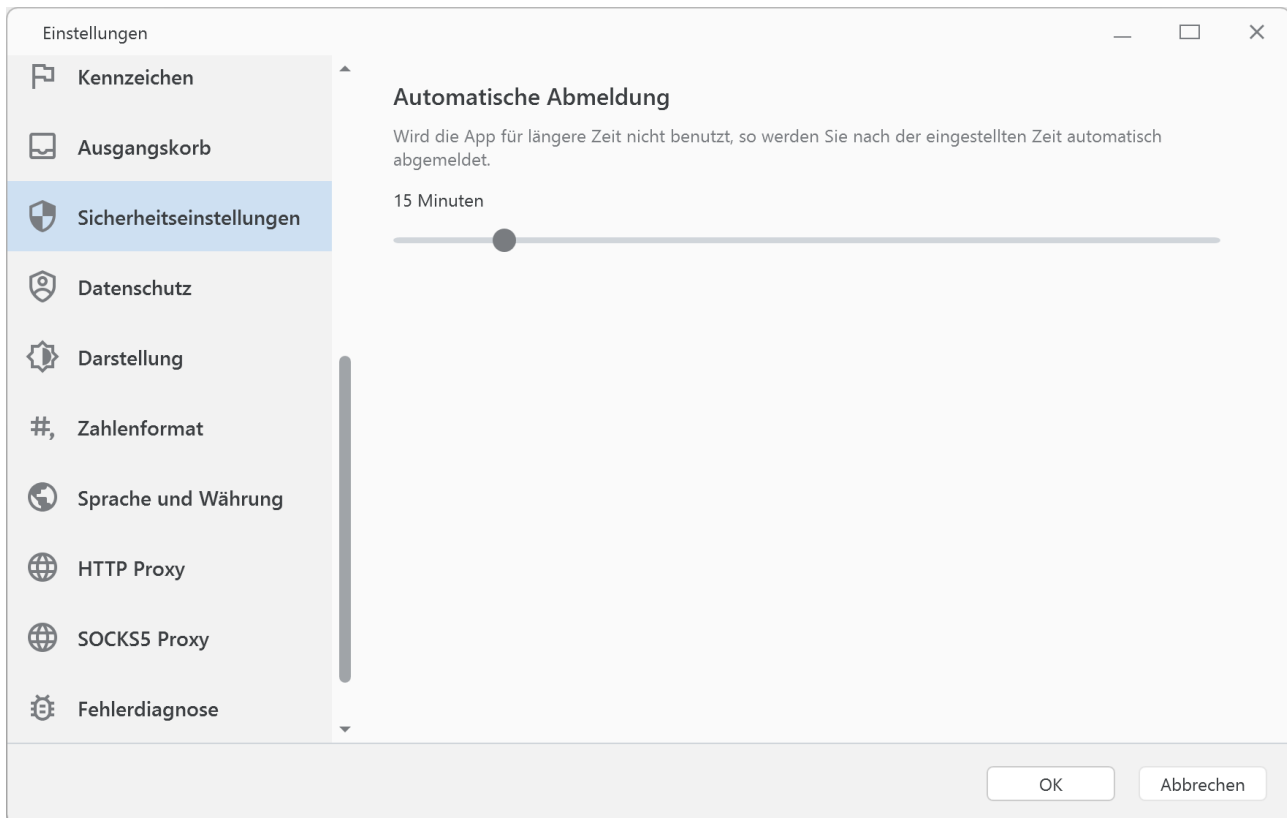 Einstellungen
Kennzeichen
Ausgangskorb
Sicherheitseinstellungen
Datenschutz
Darstellung
#, Zahlenformat
Sprache und Währung
HTTP Proxy
SOCKS5 Proxy
Fehlerdiagnose
Automatische Abmeldung
Wird die App für längere Zeit nicht benutzt, so werden Sie nach der eingestellten Zeit automatisch
abgemeldet.
15 Minuten
OK
Abbrechen